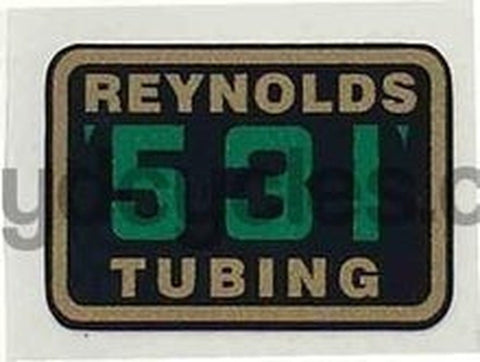 REYNOLDS
'531'
TUBING